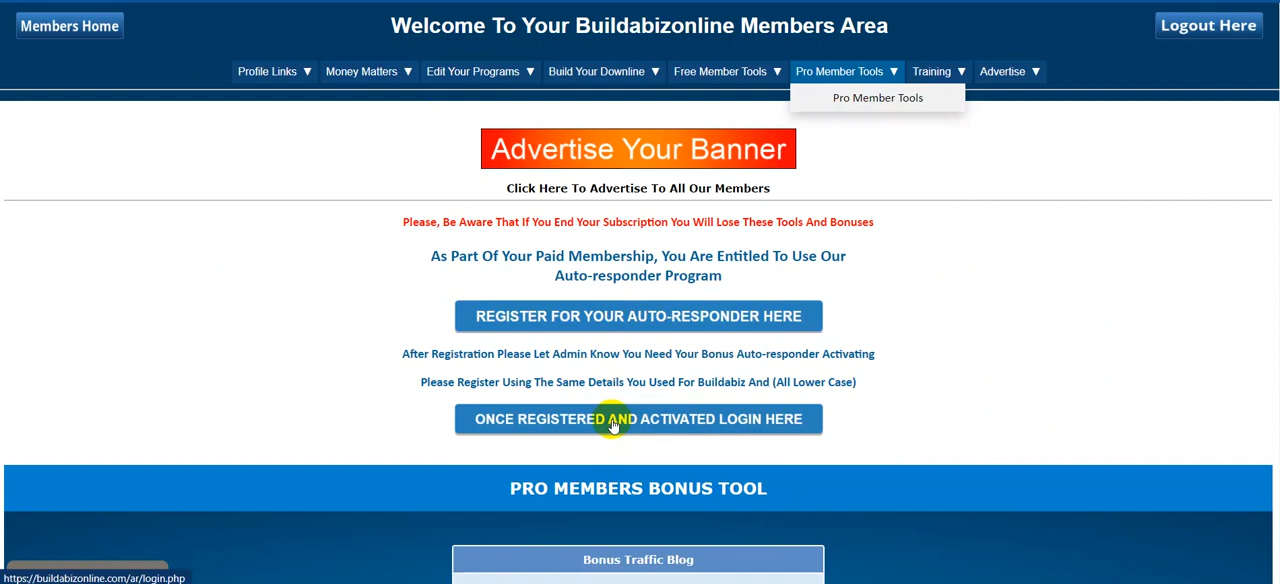 Members Home
Welcome To Your Buildabizonline Members Area
Logout Here
Profile Links ▼ Money Matters ▼ Edit Your Programs ▼ Build Your Downline ▼ Free Member Tools ▼ Pro Member Tools ▼ Training ▼ Advertise ▼
Pro Member Tools
Advertise Your Banner
Click Here To Advertise To All Our Members
Please, Be Aware That If You End Your Subscription You Will Lose These Tools And Bonuses
As Part Of Your Paid Membership, You Are Entitled To Use Our
Auto-responder Program
REGISTER FOR YOUR AUTO-RESPONDER HERE
After Registration Please Let Admin Know You Need Your Bonus Auto-responder Activating
Please Register Using The Same Details You Used For Buildabiz And (All Lower Case)
ONCE REGISTERED AND ACTIVATED LOGIN HERE
PRO MEMBERS BONUS TOOL
Bonus Traffic Blog
https://buildabizonline.com/ar/login.php